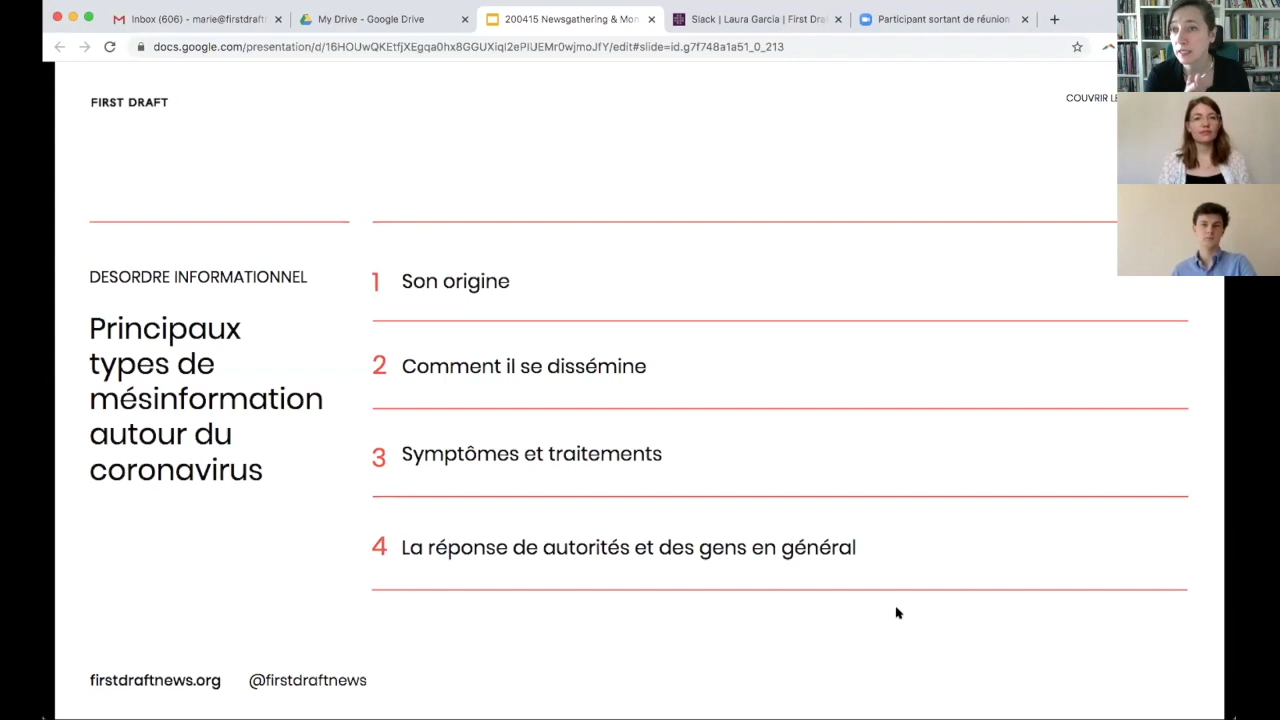 Inbox (606) - marie@firstdraft
My Drive - Google Drive
200415 Newsgathering & Mon
Slack | Laura Garcia | First Dra
Participant sortant de réunion
docs.google.com/presentation/d/16HOUwQKEtfjXEgqa0hx8GGUXiqI2ePIUEMr0wjmoJfY/edit#slide=id.g7f748a1a51_0_213
FIRST DRAFT
COUVRIR LE
DESORDRE INFORMATIONNEL
Principaux
types de
mésinformation
autour du
coronavirus
1 Son origine
2 Comment il se dissémine
3 Symptômes et traitements
4 La réponse de autorités et des gens en général
firstdraftnews.org @firstdraftnews